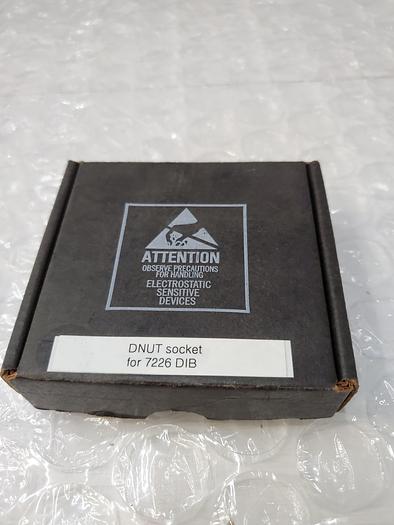 ATTENTION
OBSERVE PRECAUTIONS
FOR HANDLING
ELECTROSTATIC
SENSITIVE
DEVICES
DNUT socket
for 7226 DIB